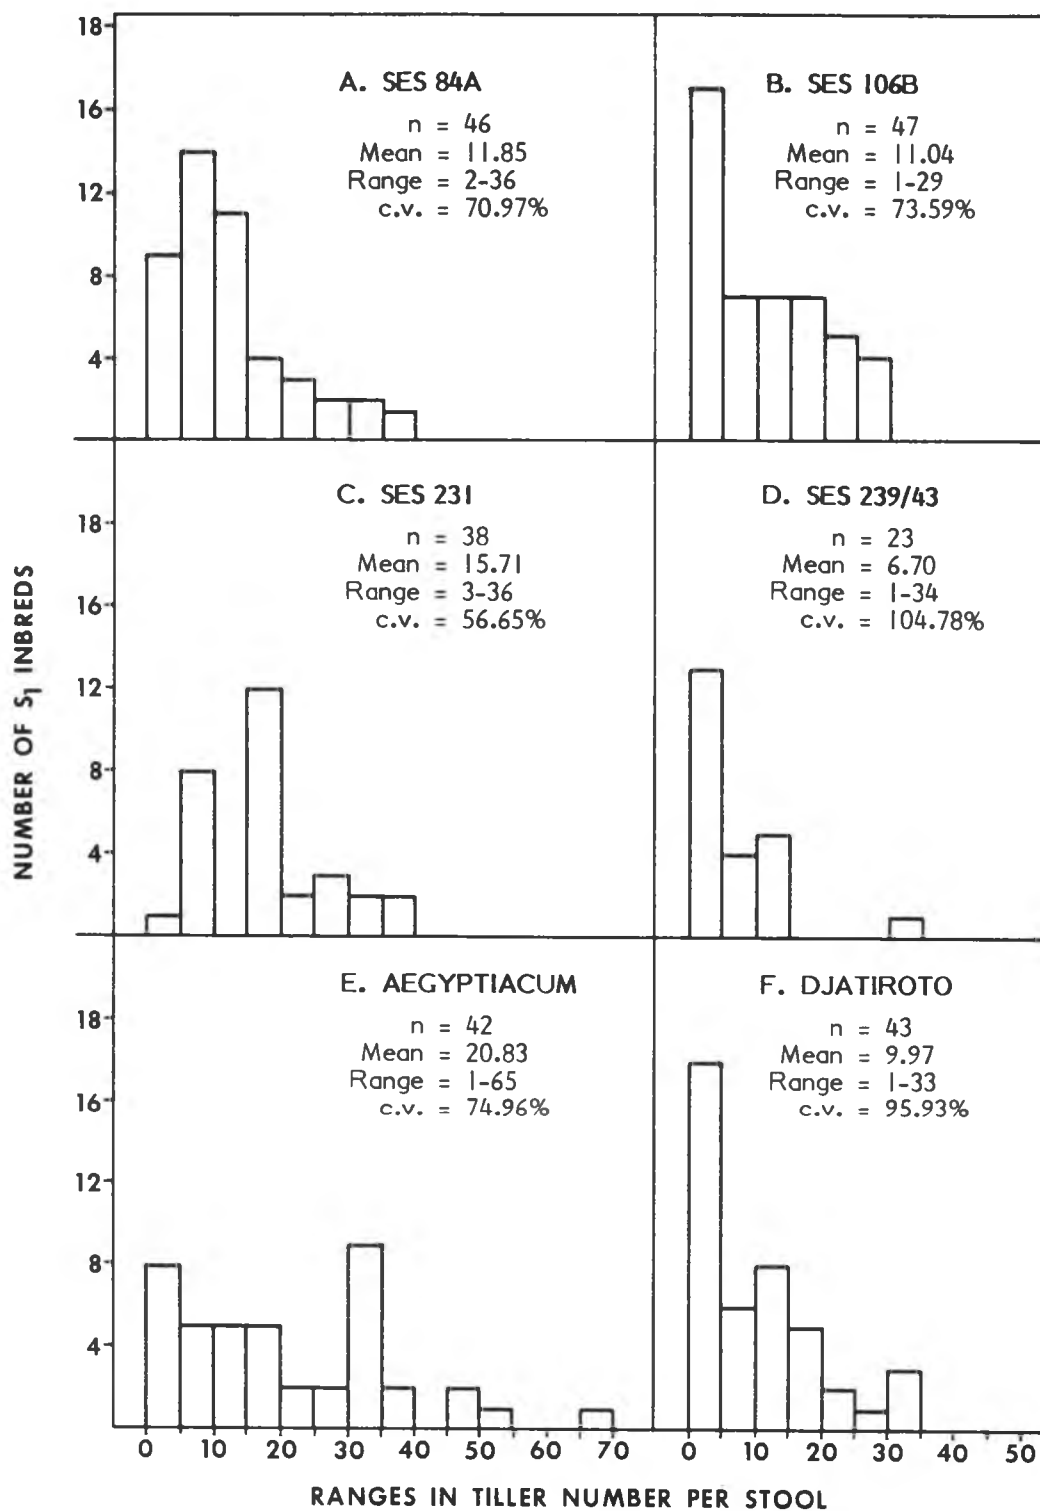 18
16
12
8
4
A. SES 84A
n = 46
Mean = 11.85
Range = 2-36
c.v. = 70.97%
B. SES 106B
n = 47
Mean = 11.04
Range = 1-29
c.v. = 73.59%
18
16
12
8
4
C. SES 231
n = 38
Mean = 15.71
Range = 3-36
c.v. = 56.65%
D. SES 239/43
n = 23
Mean = 6.70
Range = 1-34
c.v. = 104.78%
NUMBER OF S1 INBREDS
18
16
12
8
4
E. AEGYPTIACUM
n = 42
Mean = 20.83
Range = 1-65
c.v. = 74.96%
F. DJATIROTO
n = 43
Mean = 9.97
Range = 1-33
c.v. = 95.93%
0 10 20 30 40 50 60 70 0 10 20 30 40 50
RANGES IN TILLER NUMBER PER STOOL